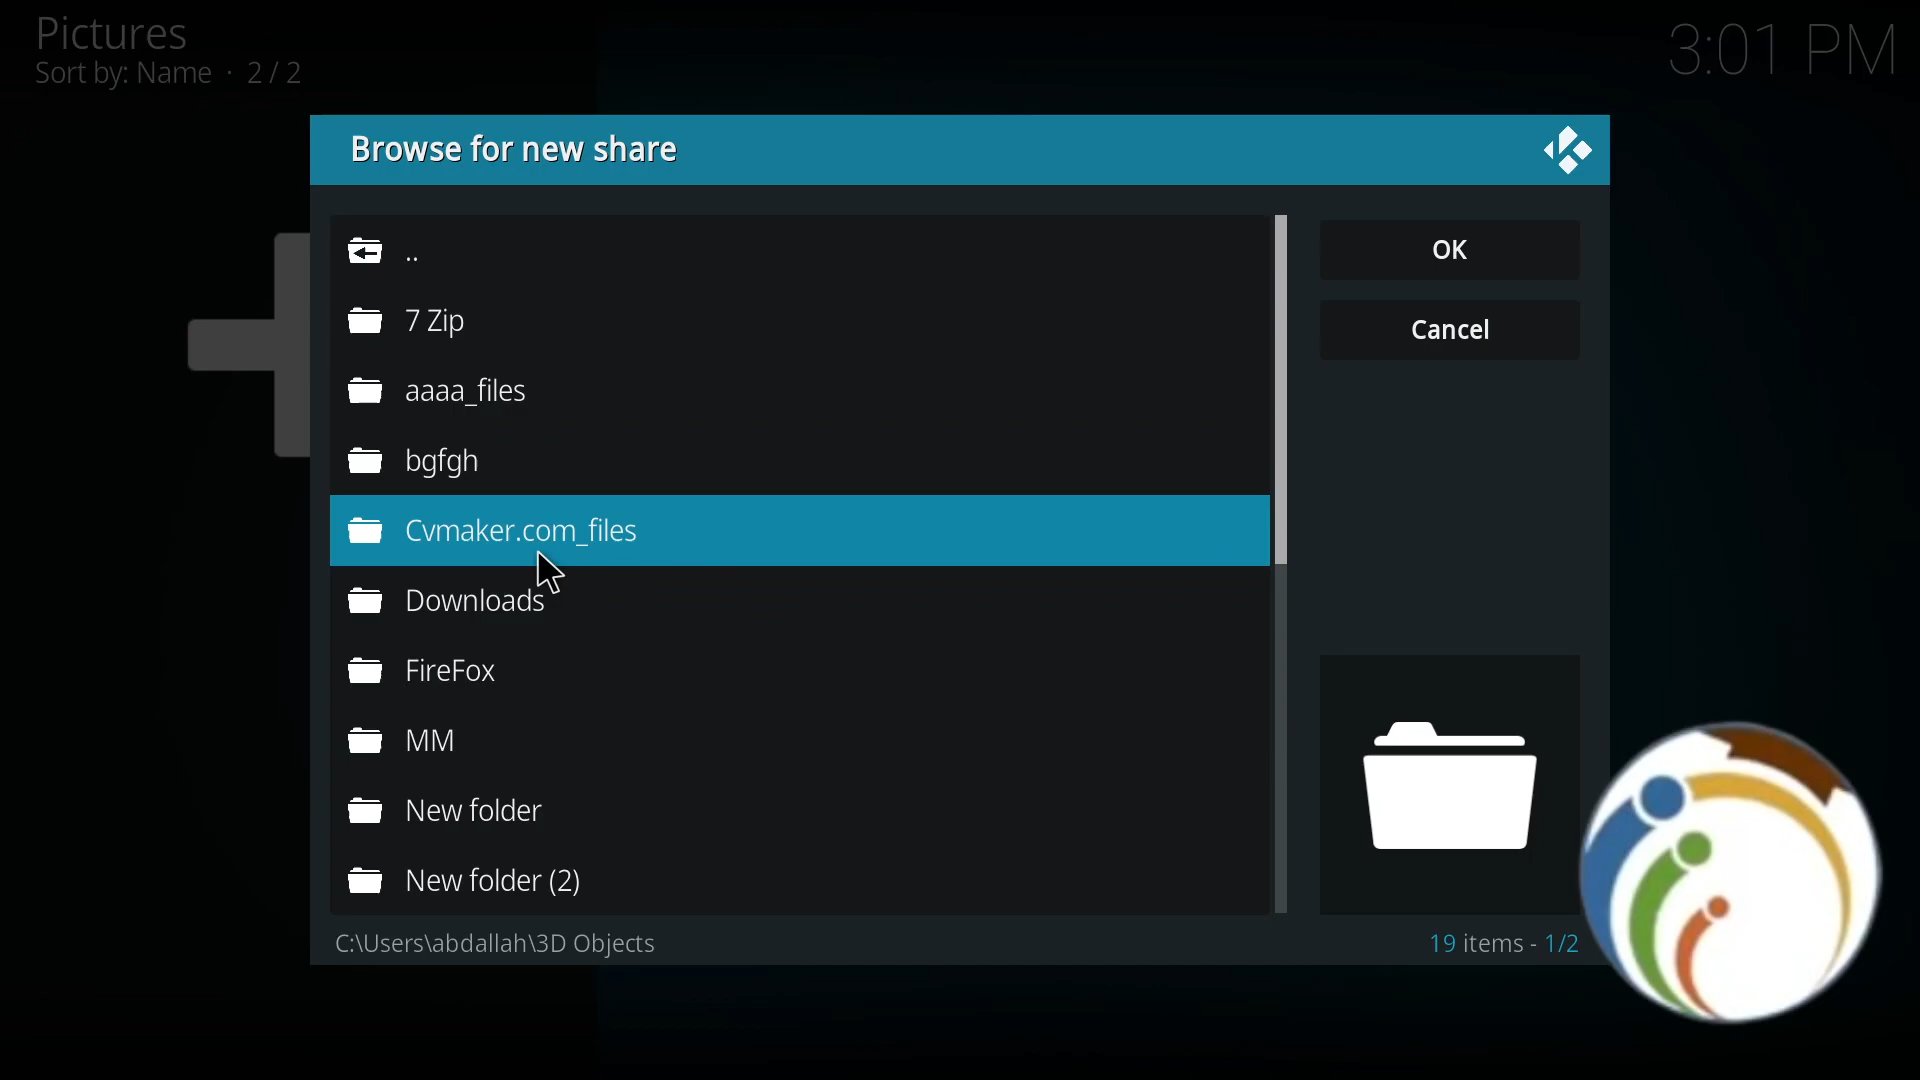 Pictures
Sort by: Name · 2 / 2
3:01 PM
Browse for new share
..
7 Zip
aaaa_files
bgfgh
Cvmaker.com_files
Downloads
FireFox
MM
New folder
New folder (2)
OK
Cancel
C:\Users\abdallah\3D Objects
19 items - 1/2